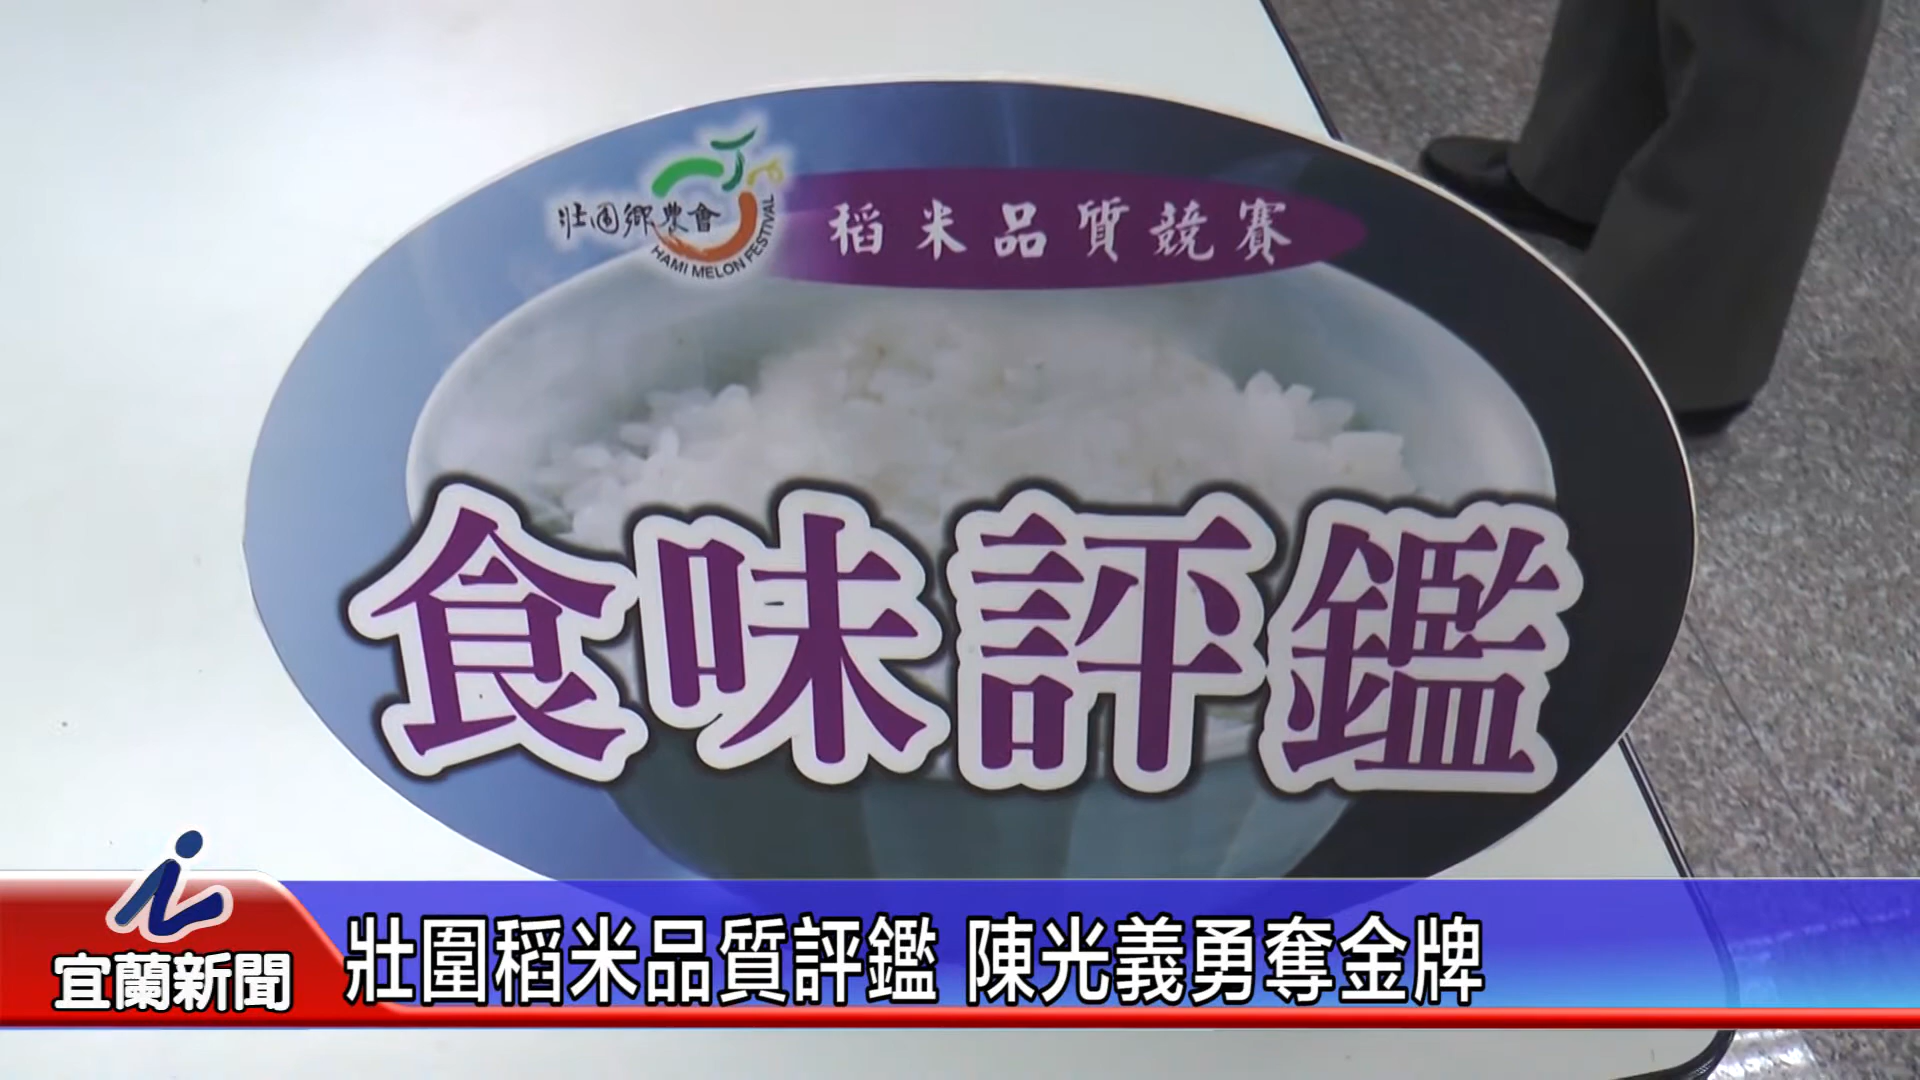 壯圍鄉農會
HAMI MELON FESTIVAL
稻米品質競賽
食味評鑑
宜蘭新聞
壯圍稻米品質評鑑 陳光義勇奪金牌